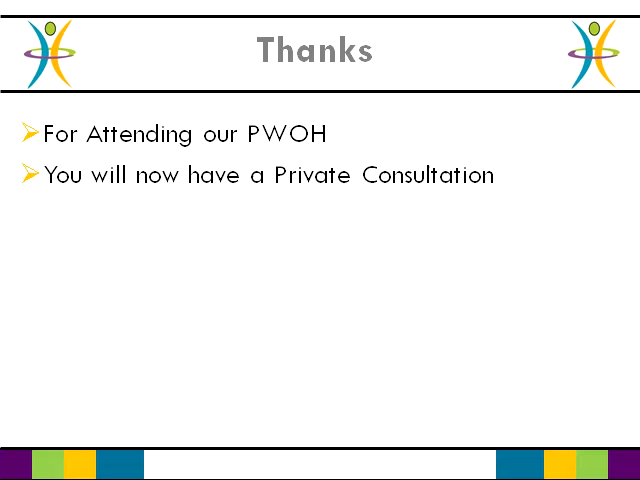 Thanks
For Attending our PWOH
You will now have a Private Consultation